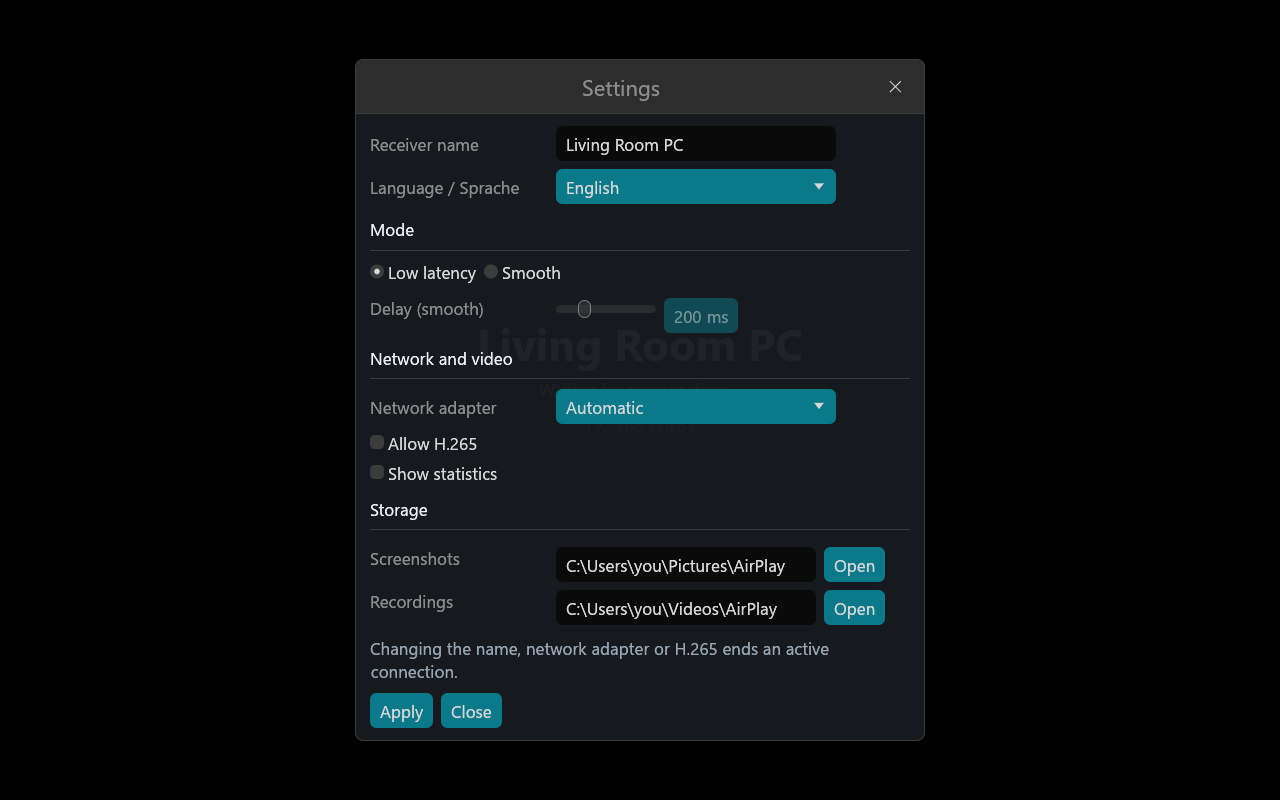 Settings
Receiver name
Living Room PC
Language / Sprache
English
Mode
Low latency
Smooth
Delay (smooth)
200 ms
Living Room PC
Network and video
Network adapter
Automatic
Allow H.265
Show statistics
Storage
Screenshots
C:\Users\you\Pictures\AirPlay
Open
Recordings
C:\Users\you\Videos\AirPlay
Open
Changing the name, network adapter or H.265 ends an active
connection.
Apply
Close